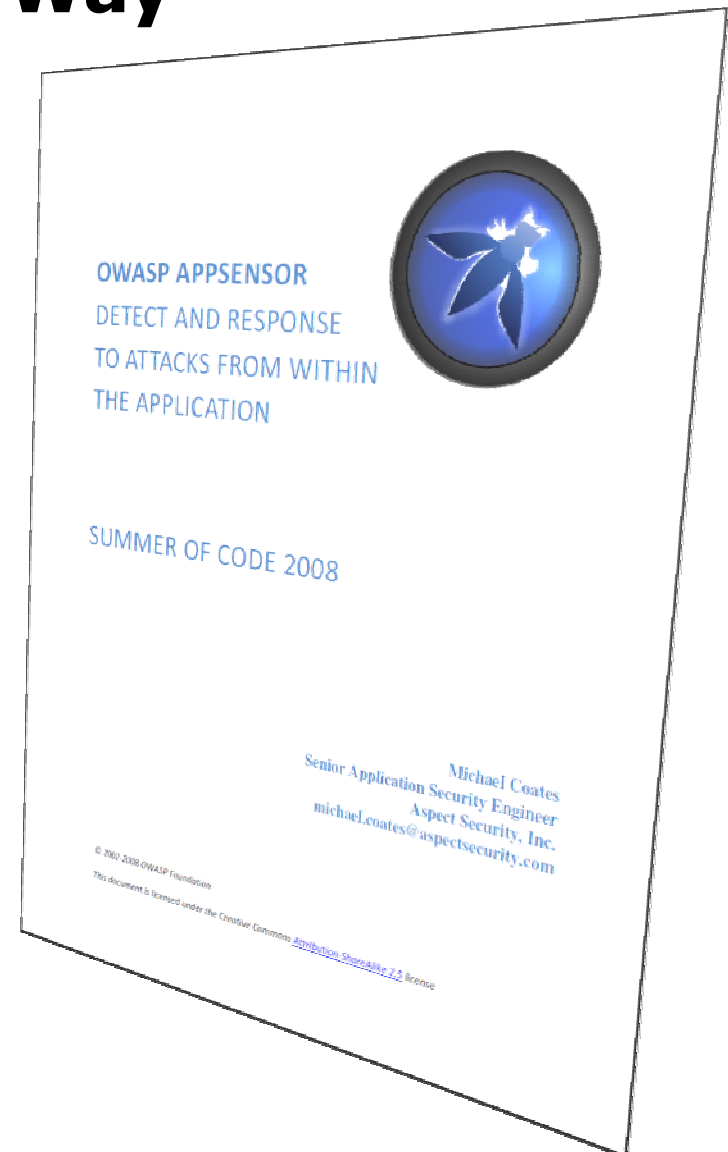 Way
OWASP APPSENSOR
DETECT AND RESPONSE
TO ATTACKS FROM WITHIN
THE APPLICATION
SUMMER OF CODE 2008
Michael Coates
Senior Application Security Engineer
Aspect Security, Inc.
michael.coates@aspectsecurity.com
© 2002-2008 OWASP Foundation
This document is licensed under the Creative Commons Attribution-ShareAlike 2.5 license